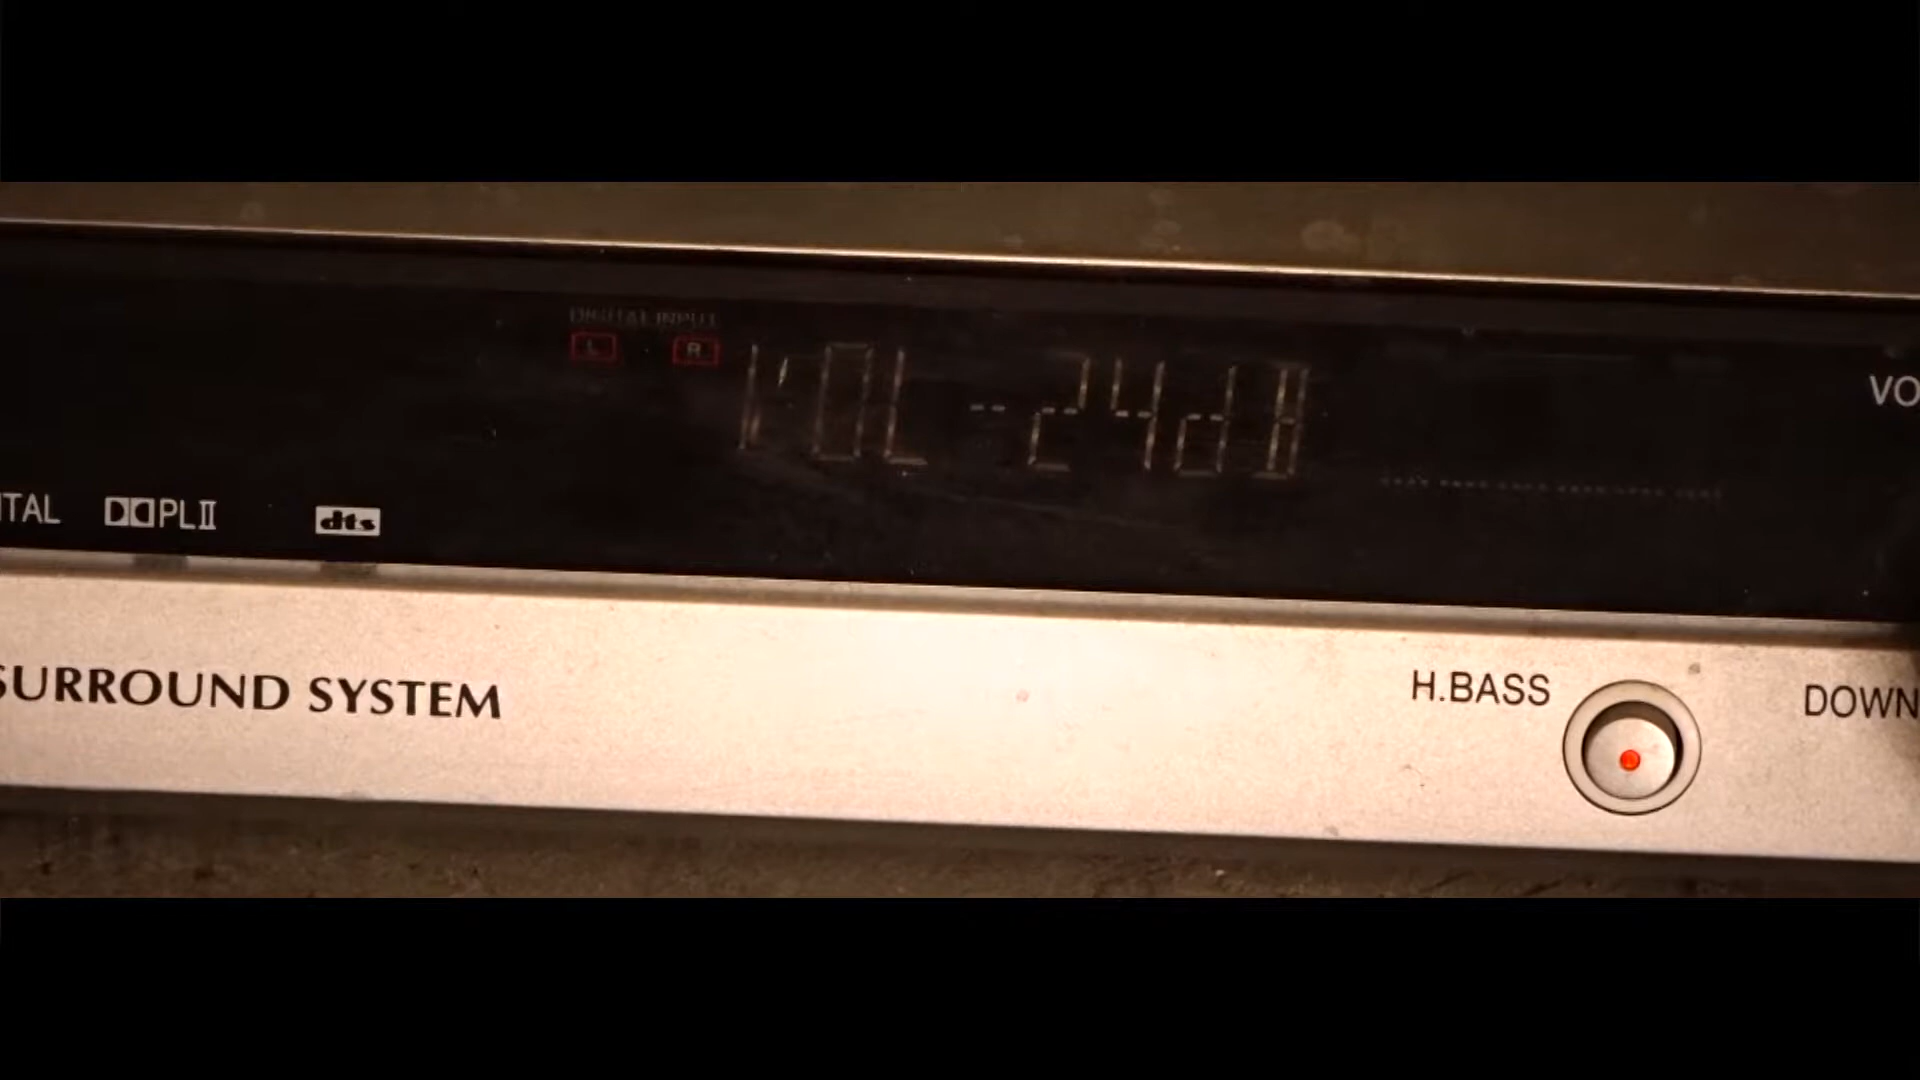 DIGITAL INPUT
L R
VOL -24dB
VO
ITAL PLII dts
SURROUND SYSTEM
H.BASS
DOWN